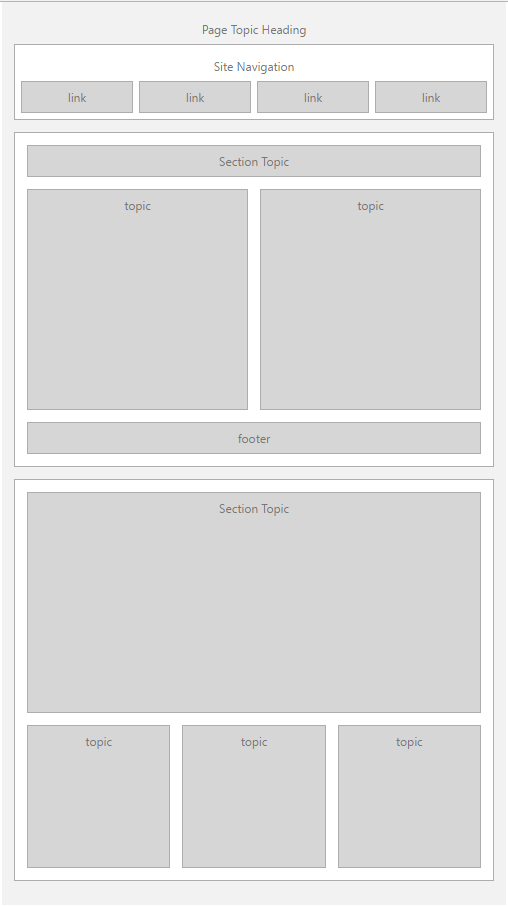 Page Topic Heading
Site Navigation
link link link link
Section Topic
topic topic
footer
Section Topic
topic topic topic